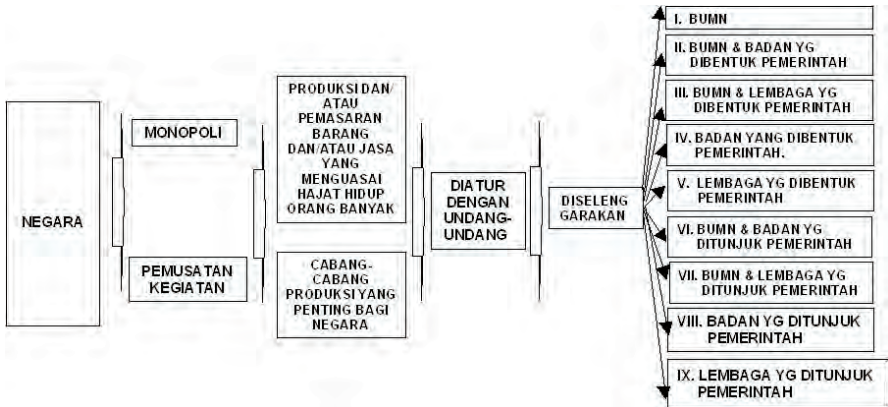 NEGARA
MONOPOLI
PEMUSATAN
KEGIATAN
PRODUKSI DAN/
ATAU
PEMASARAN
BARANG
DAN/ATAU JASA
YANG
MENGUASAI
HAJAT HIDUP
ORANG BANYAK
CABANG-
CABANG
PRODUKSI YANG
PENTING BAGI
NEGARA
DIATUR
DENGAN
UNDANG-
UNDANG
DISELENG
GARAKAN
I. BUMN
II. BUMN & BADAN YG
DIBENTUK PEMERINTAH
III. BUMN & LEMBAGA YG
DIBENTUK PEMERINTAH
IV. BADAN YANG DIBENTUK
PEMERINTAH.
V. LEMBAGA YG DIBENTUK
PEMERINTAH
VI. BUMN & BADAN YG
DITUNJUK PEMERINTAH
VII. BUMN & LEMBAGA YG
DITUNJUK PEMERINTAH
VIII. BADAN YG DITUNJUK
PEMERINTAH
IX. LEMBAGA YG DITUNJUK
PEMERINTAH